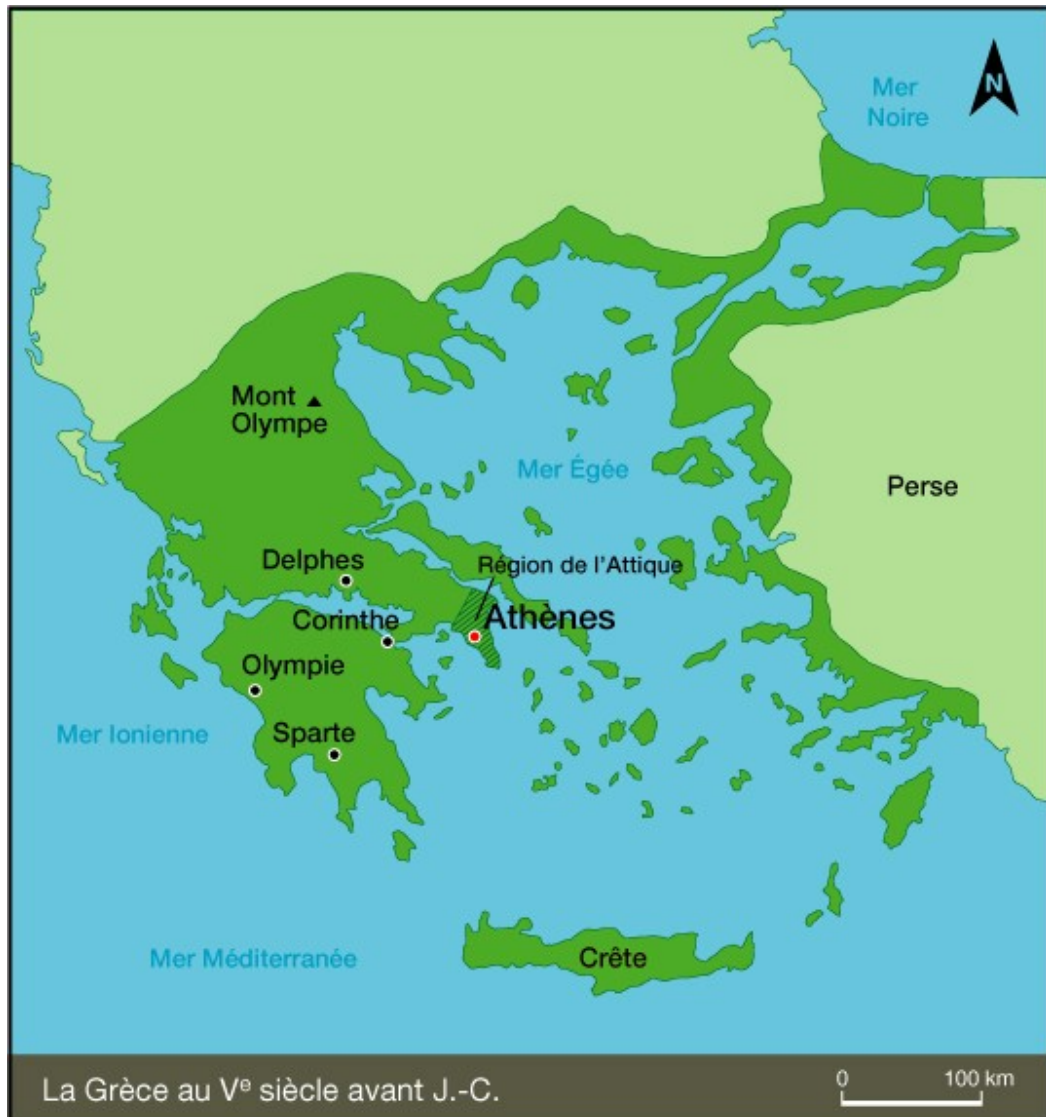 N
Mer
Noire
Mont
Olympe
Mer Égée
Perse
Delphes
Région de l'Attique
Corinthe
Athènes
Olympie
Mer Ionienne
Sparte
Mer Méditerranée
Crête
La Grèce au Ve siècle avant J.-C.
0 100 km